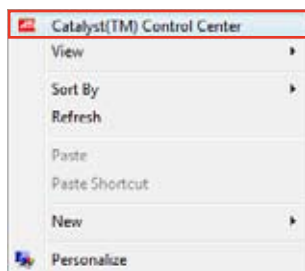 Catalyst(TM) Control Center
View
Sort By
Refresh
Paste
Paste Shortcut
New
Personalize